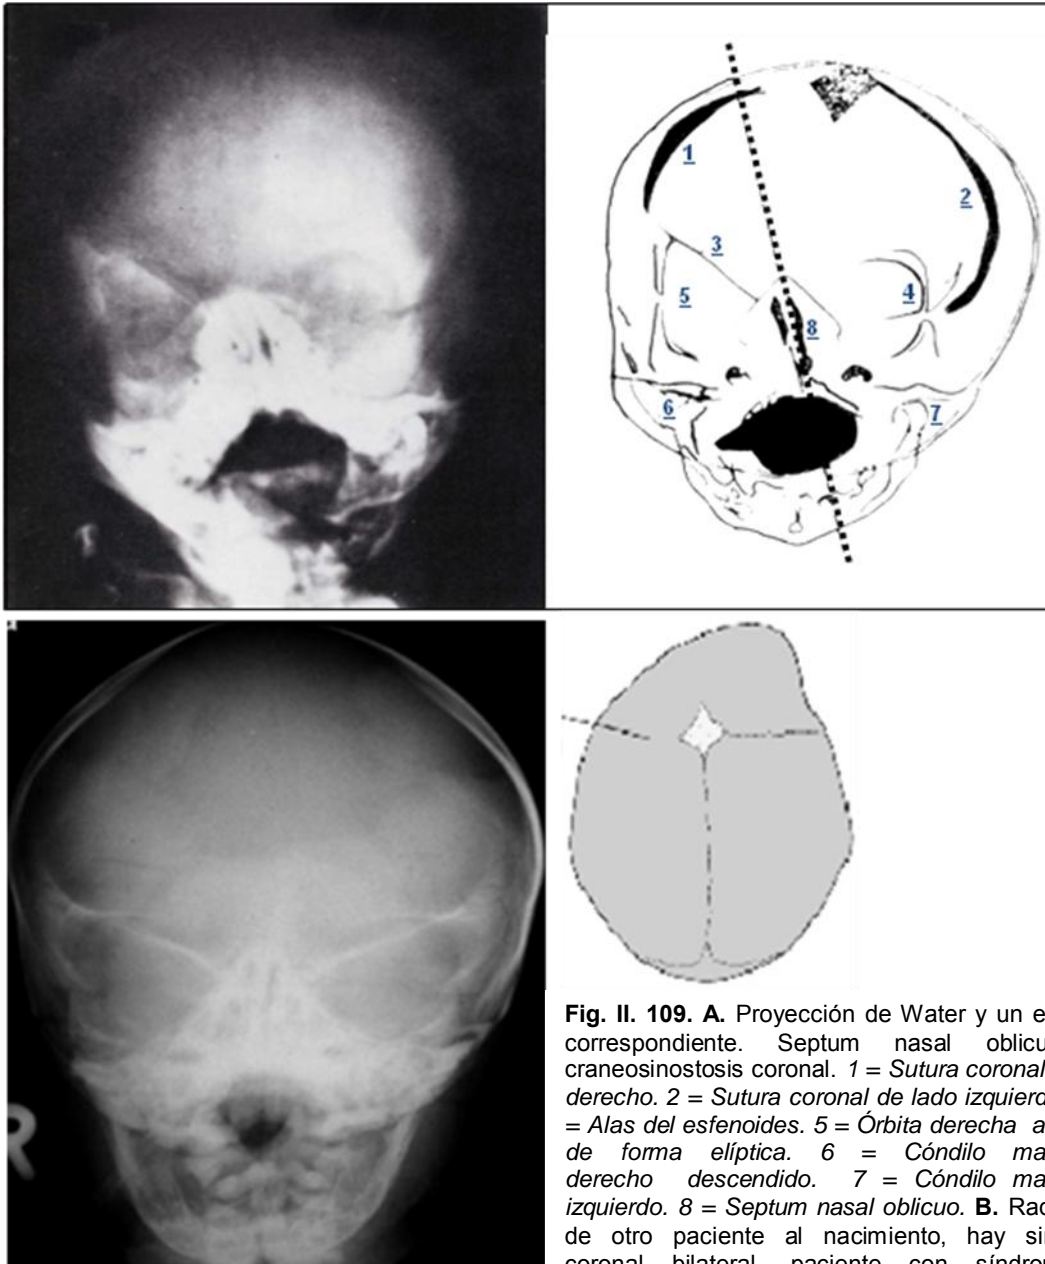 1
2
3
4
5
8
6
7
R
Fig. II. 109. A. Proyección de Water y un e
correspondiente. Septum nasal oblicu
craneosinostosis coronal. 1 = Sutura coronal
derecho. 2 = Sutura coronal de lado izquierd
= Alas del esfenoides. 5 = Órbita derecha a
de forma elíptica. 6 = Cóndilo ma
derecho descendido. 7 = Cóndilo ma
izquierdo. 8 = Septum nasal oblicuo. B. Rad
de otro paciente al nacimiento, hay si
coronal bilateral, paciente con síndro